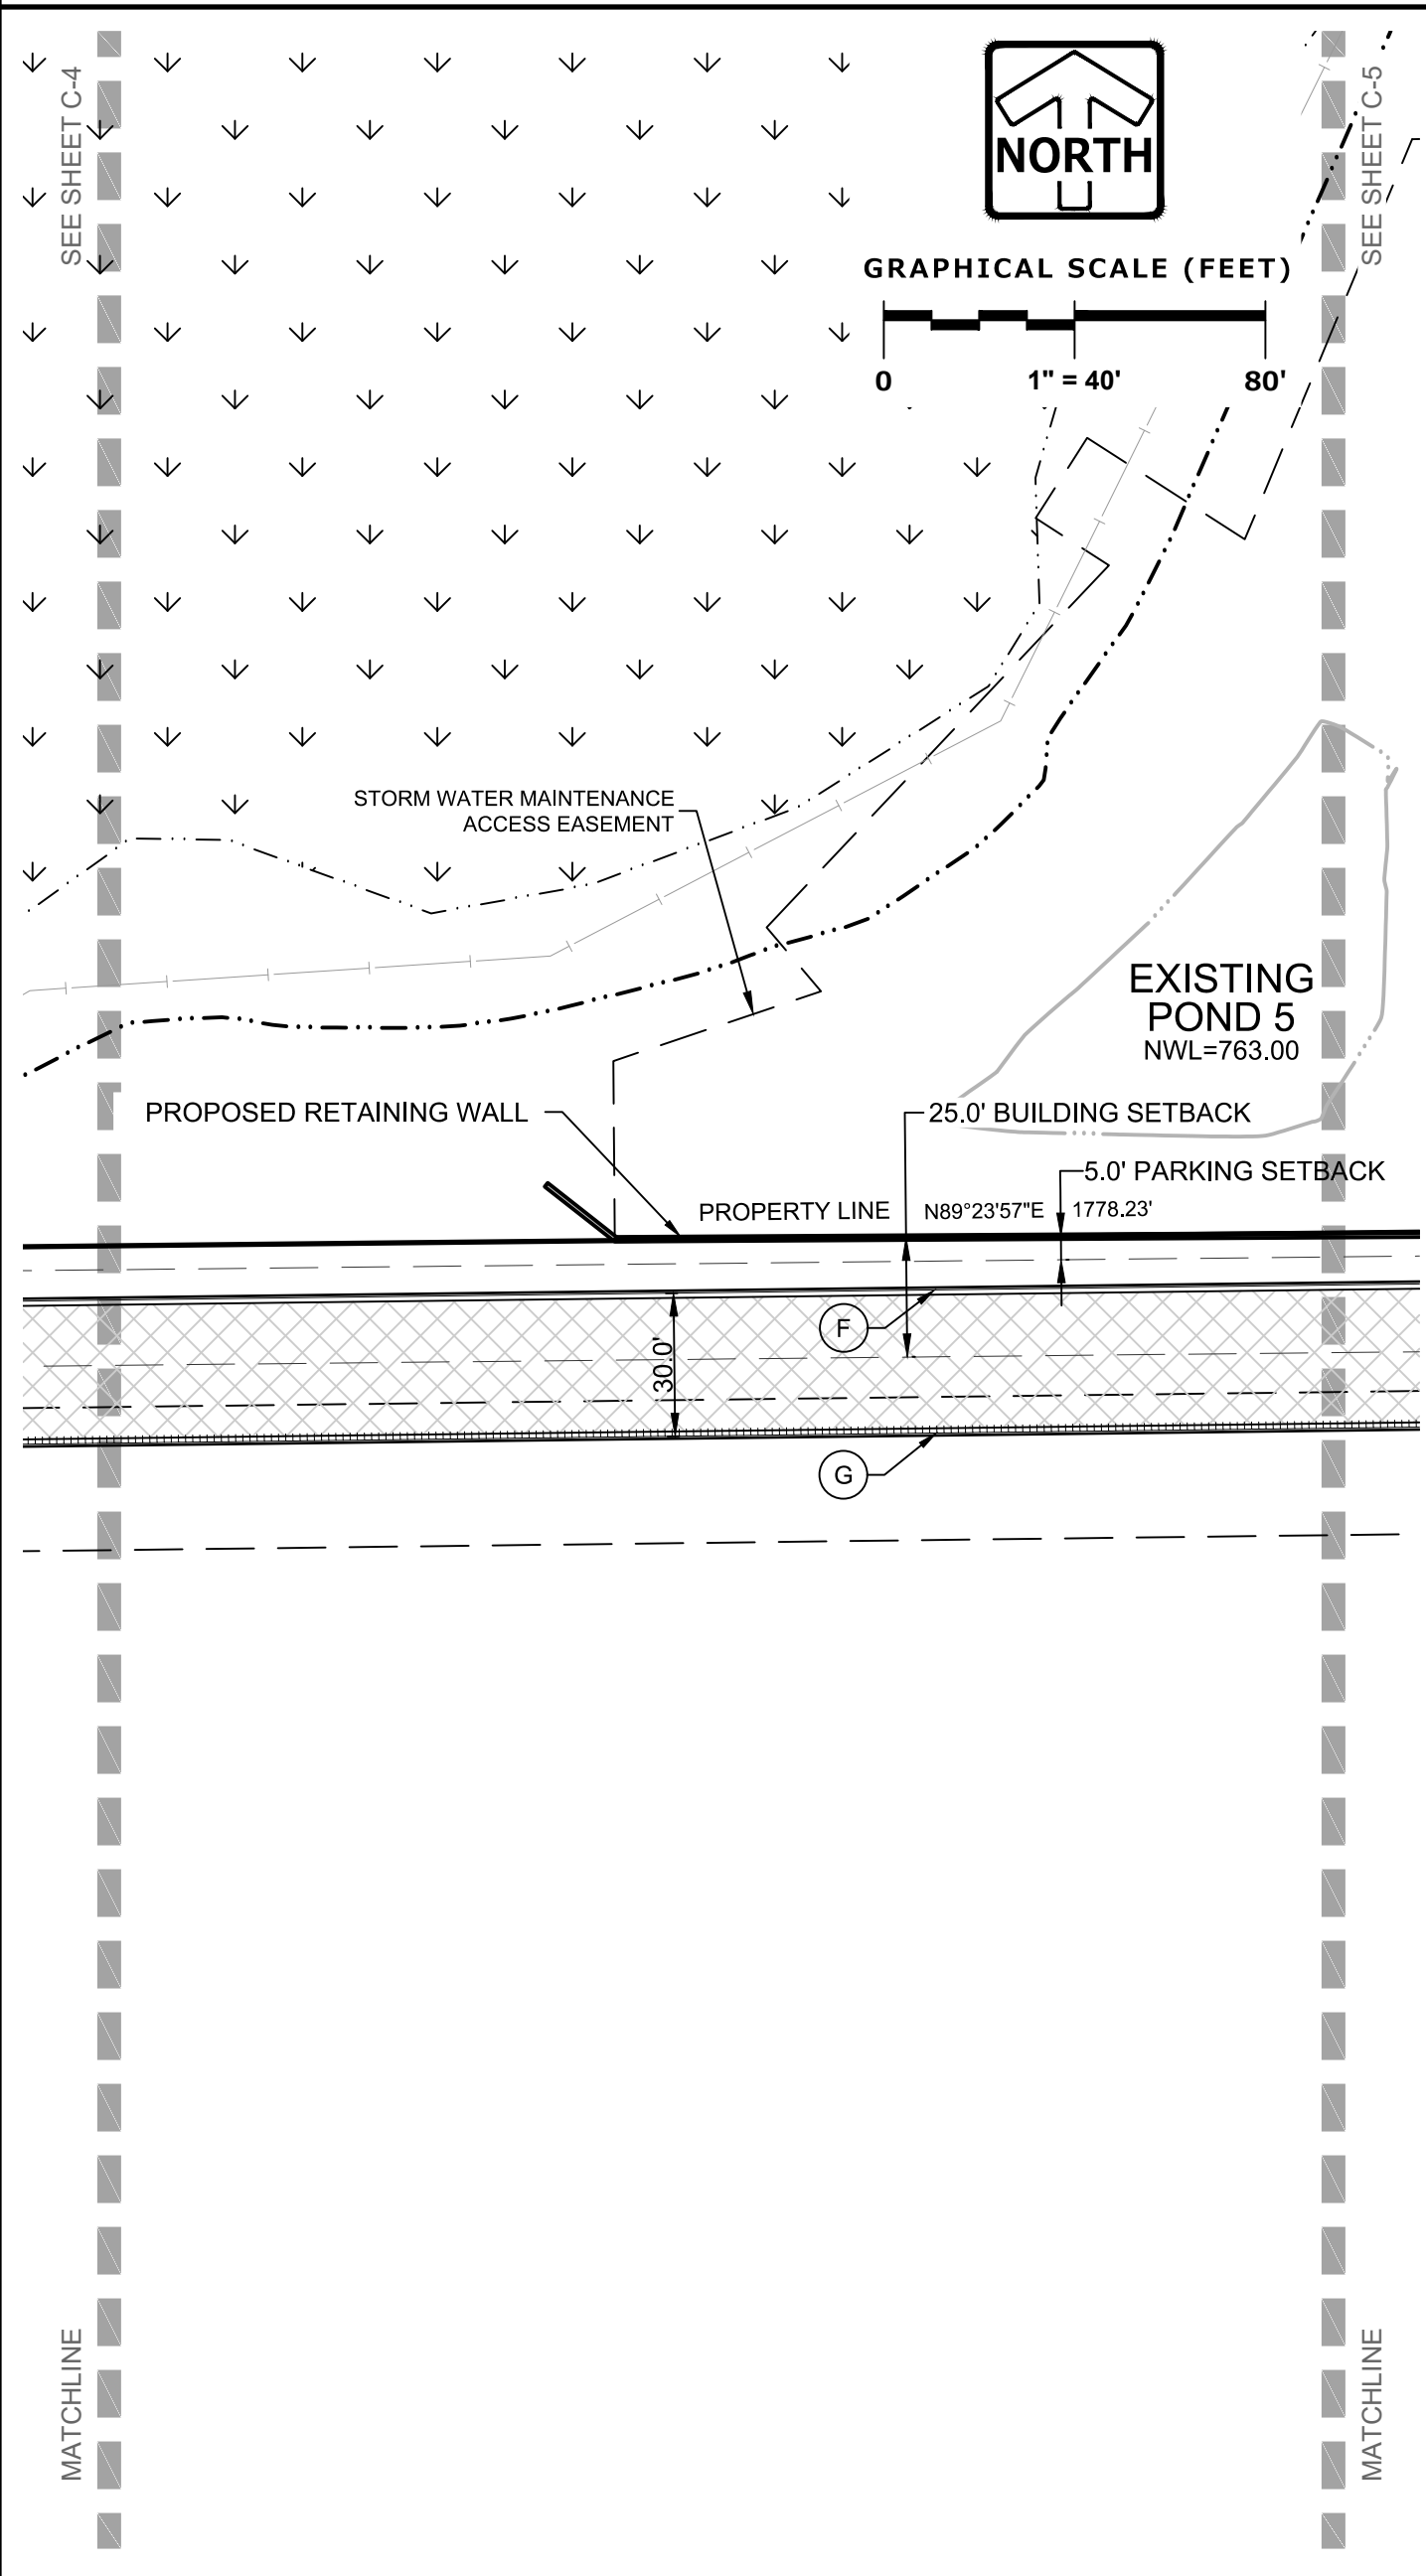 SEE SHEET C-4
NORTH
SEE SHEET C-5
GRAPHICAL SCALE (FEET)
0 1" = 40' 80'
STORM WATER MAINTENANCE
ACCESS EASEMENT
EXISTING
POND 5
NWL=763.00
PROPOSED RETAINING WALL
25.0' BUILDING SETBACK
5.0' PARKING SETBACK
PROPERTY LINE N89°23'57"E 1778.23'
F
30.0'
G
MATCHLINE
MATCHLINE